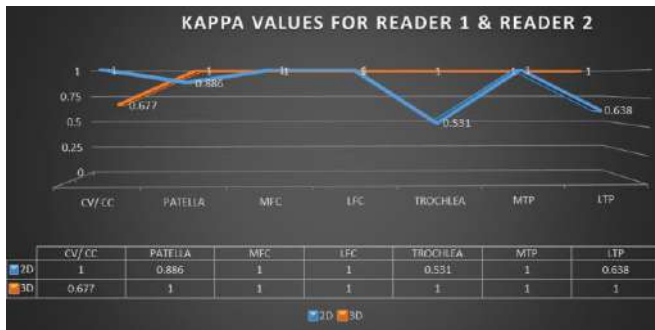 KAPPA VALUES FOR READER 1 & READER 2
1 1 1 1 1 1 1 1
0.886
0.75
0.677 0.638
0.5 0.531
0.25
0
CV/CC PATELLA MFC LFC TROCHLEA MTP LTP
CV/CC PATELLA MFC LFC TROCHLEA MTP LTP
2D 1 0.886 1 1 0.531 1 0.638
3D 0.677 1 1 1 1 1 1
2D 3D